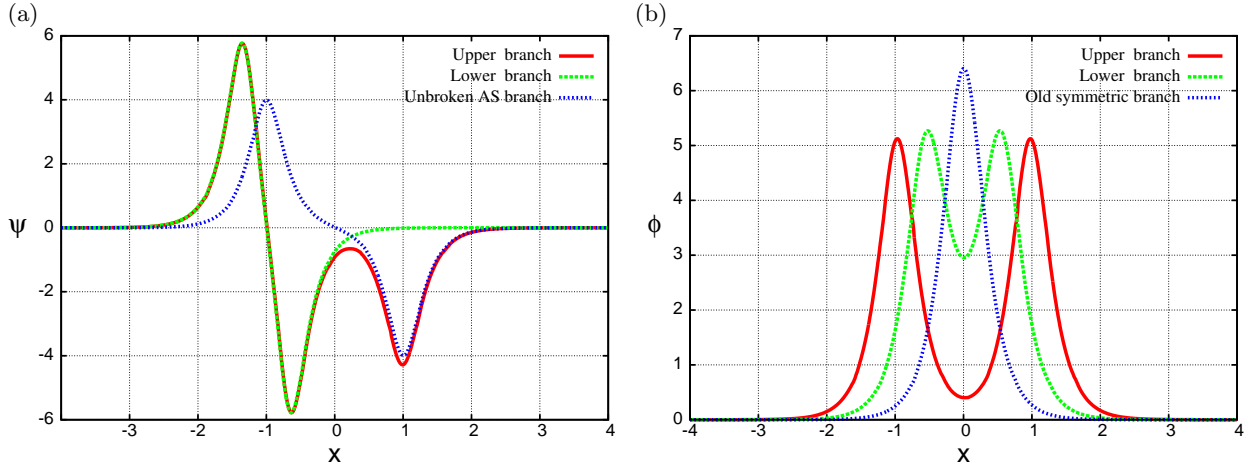 (a)
6
4
2
0
-2
-4
-6
ψ
-3
-2
-1
0
1
2
3
4
x
Upper branch
Lower branch
Unbroken AS branch
(b)
7
6
5
4
3
2
1
0
ϕ
-4
-3
-2
-1
0
1
2
3
4
x
Upper branch
Lower branch
Old symmetric branch